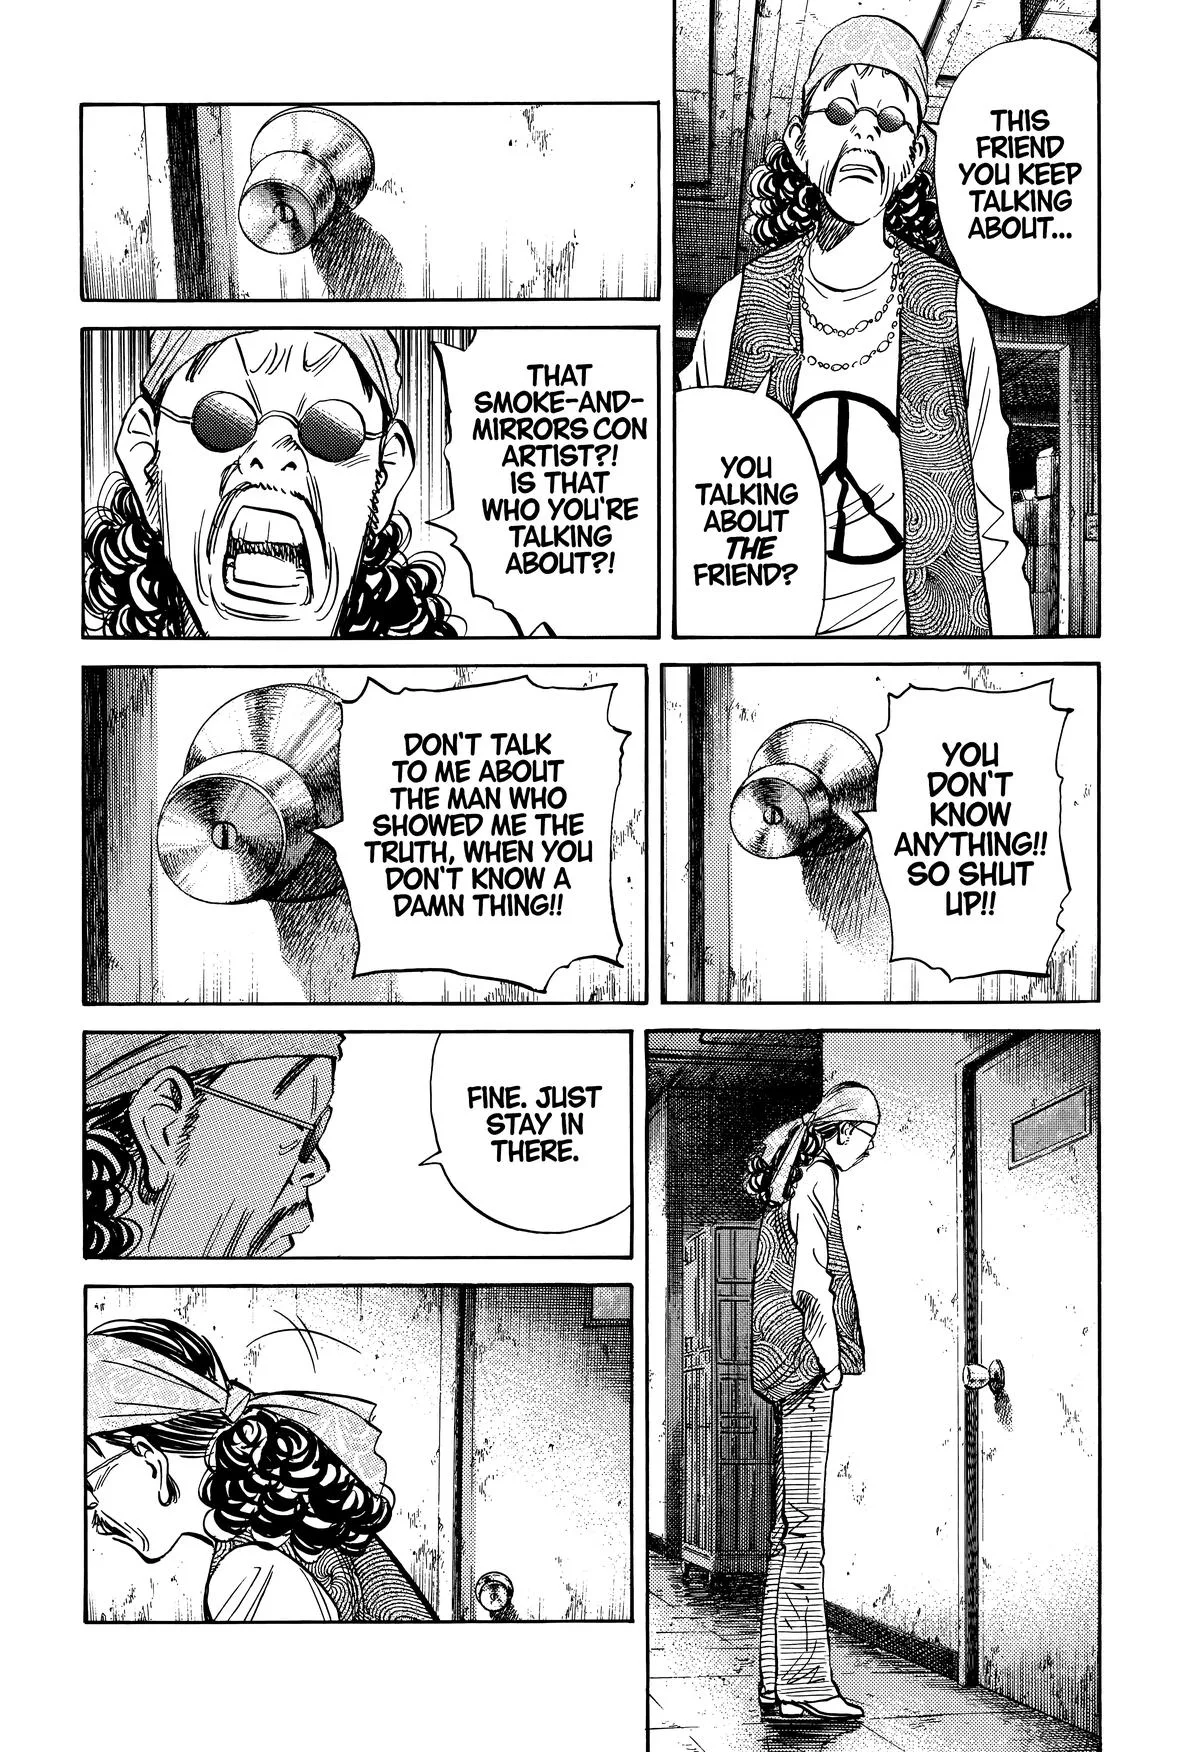 THIS
FRIEND
YOU KEEP
TALKING
ABOUT...
YOU
TALKING
ABOUT
THE
FRIEND?
THAT
SMOKE-AND-
MIRRORS CON
ARTIST?!
IS THAT
WHO YOU'RE
TALKING
ABOUT?!
YOU
DON'T
KNOW
ANYTHING!!
SO SHUT
UP!!
DON'T TALK
TO ME ABOUT
THE MAN WHO
SHOWED ME THE
TRUTH, WHEN YOU
DON'T KNOW A
DAMN THING!!
FINE. JUST
STAY IN
THERE.